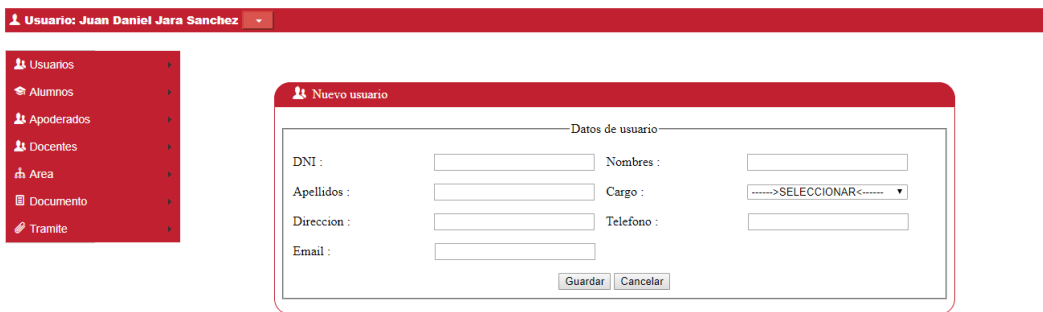 Usuario: Juan Daniel Jara Sanchez
Usuarios
Alumnos
Apoderados
Docentes
Area
Documento
Tramite
Nuevo usuario
Datos de usuario
DNI : Nombres :
Apellidos : Cargo : ------>SELECCIONAR<------
Direccion : Telefono :
Email :
Guardar Cancelar